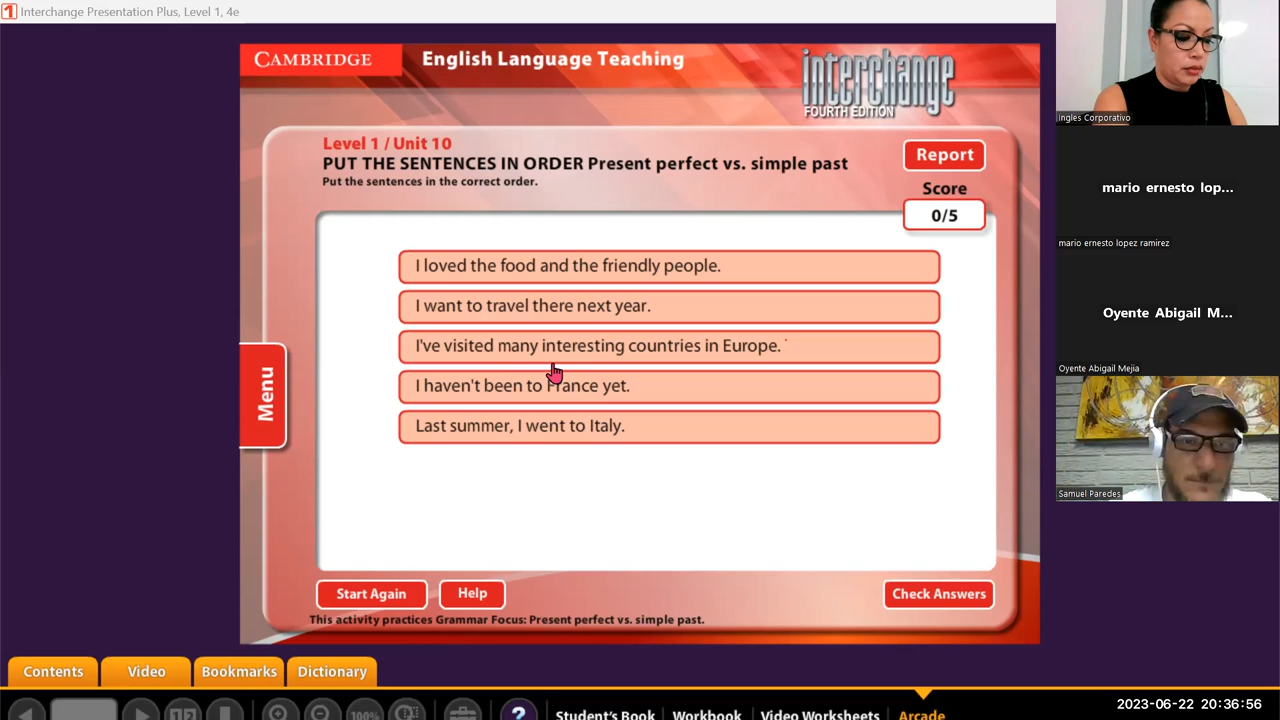 Interchange Presentation Plus, Level 1, 4e
CAMBRIDGE
English Language Teaching
interchange
FOURTH EDITION
Level 1 / Unit 10
PUT THE SENTENCES IN ORDER Present perfect vs. simple past
Put the sentences in the correct order.
Report
Score
0/5
I loved the food and the friendly people.
I want to travel there next year.
I've visited many interesting countries in Europe.
I haven't been to France yet.
Last summer, I went to Italy.
Menu
Start Again
Help
Check Answers
This activity practices Grammar Focus: Present perfect vs. simple past.
Ingles Corporativo
mario ernesto lop...
mario ernesto lopez ramirez
Oyente Abigail M...
Oyente Abigail Mejia
Samuel Paredes
Contents
Video
Bookmarks
Dictionary
100%
?
Student's Book
Workbook
Video Worksheets
Arcade
2023-06-22 20:36:56